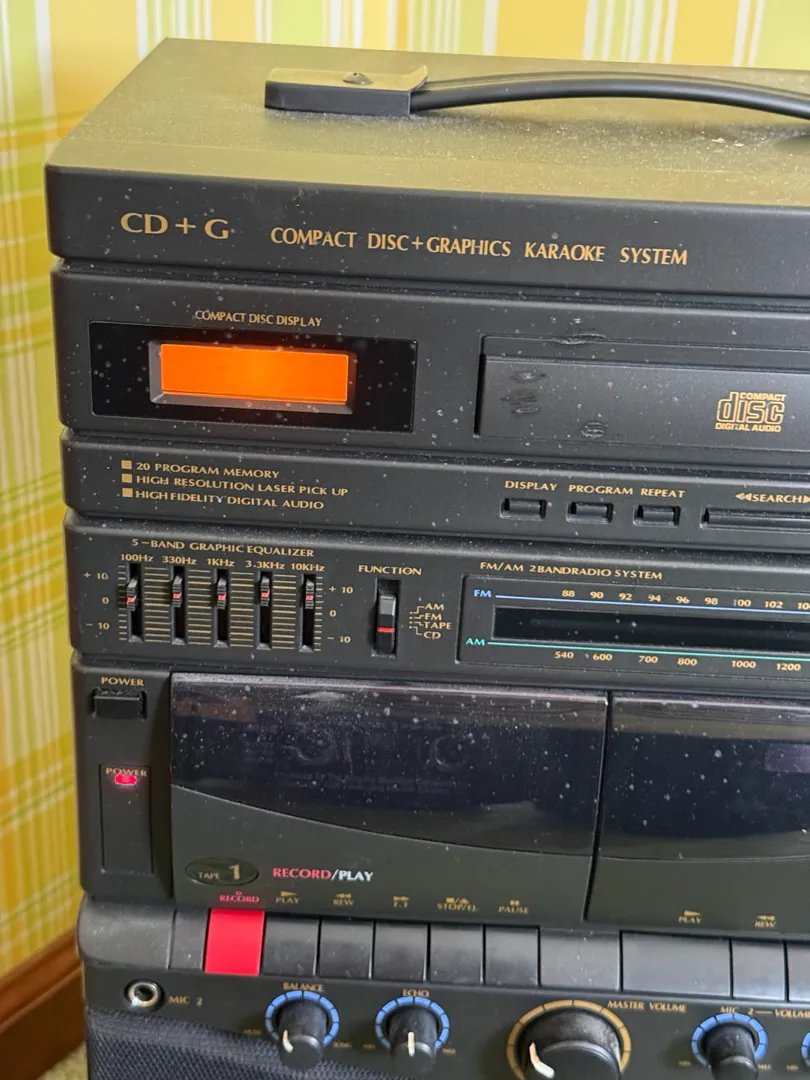 CD+G COMPACT DISC+GRAPHICS KARAOKE SYSTEM
COMPACT DISC DISPLAY
COMPACT
disc
DIGITAL AUDIO
20 PROGRAM MEMORY
HIGH RESOLUTION LASER PICK UP
HIGH FIDELITY DIGITAL AUDIO
DISPLAY PROGRAM REPEAT ◀◀SEARCH
5-BAND GRAPHIC EQUALIZER
100Hz 330Hz 1KHz 3.3KHz 10KHz
+ 10 + 10
0 0
- 10 - 10
FUNCTION
AM
FM
TAPE
CD
FM/AM 2BANDRADIO SYSTEM
FM 88 90 92 94 96 98 100 102
AM
540 600 700 800 1000 1200
POWER
POWER
TAPE 1 RECORD/PLAY
RECORD PLAY REW F.F STOP/EJ. PAUSE
PLAY REW
MIC 2
BALANCE ECHO MASTER VOLUME MIC 2 VOLUME